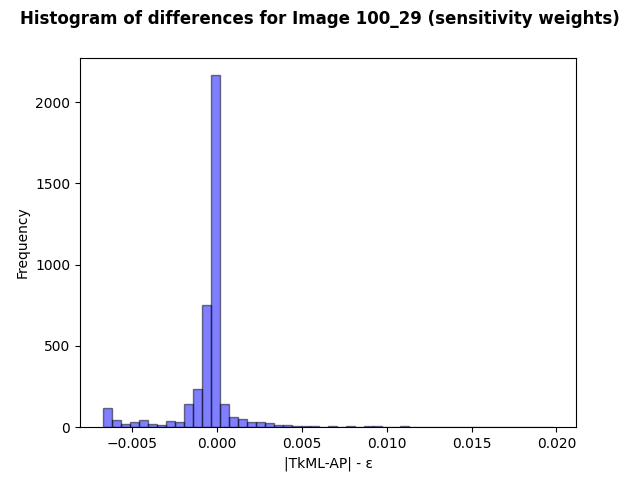 Histogram of differences for Image 100_29 (sensitivity weights)
Frequency
2000
1500
1000
500
0
−0.005 0.000 0.005 0.010 0.015 0.020
|TkML-AP| - ε